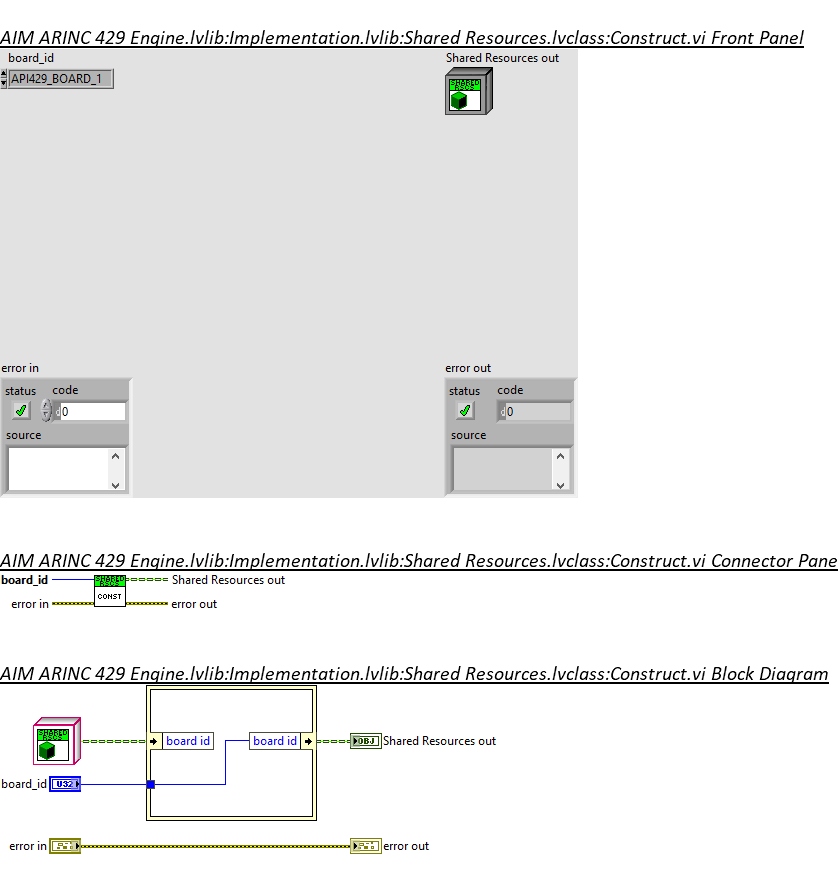 AIM ARINC 429 Engine.lvlib:Implementation.lvlib:Shared Resources.lvclass:Construct.vi Front Panel
board_id
Shared Resources out
API429_BOARD_1
SHARED
RSCS
error in
error out
status code
status code
d 0
d 0
source
source
AIM ARINC 429 Engine.lvlib:Implementation.lvlib:Shared Resources.lvclass:Construct.vi Connector Pane
board_id
SHARED
RSCS
Shared Resources out
error in
CONST
error out
AIM ARINC 429 Engine.lvlib:Implementation.lvlib:Shared Resources.lvclass:Construct.vi Block Diagram
SHARED
RSCS
board id
board id
OBJ
Shared Resources out
board_id
U32
error in
error out